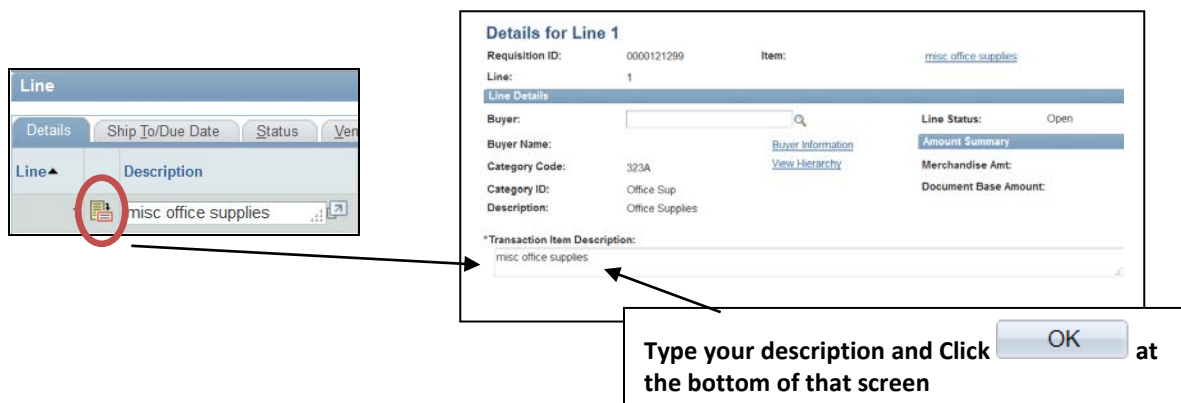 Line
Details Ship To/Due Date Status Ven
Line Description
misc office supplies
Details for Line 1
Requisition ID: 0000121299 Item: misc office supplies
Line: 1
Line Details
Buyer: Line Status: Open
Buyer Name: Buyer Information Amount Summary
Category Code: 323A View Hierarchy Merchandise Amt:
Category ID: Office Sup Document Base Amount:
Description: Office Supplies
*Transaction Item Description:
misc office supplies
Type your description and Click OK at
the bottom of that screen